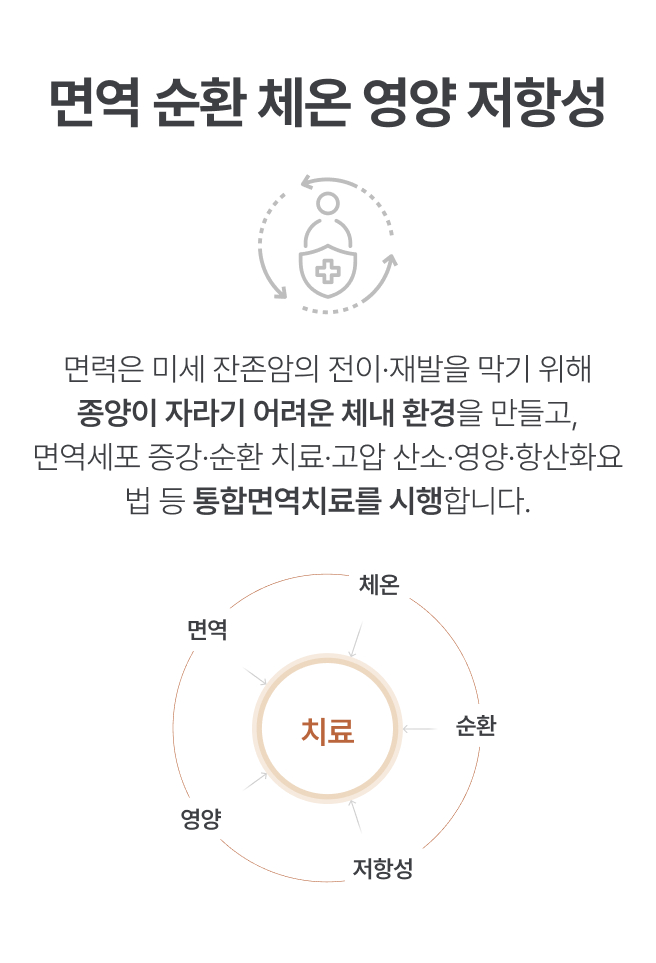 면역 순환 체온 영양 저항성
면력은 미세 잔존암의 전이·재발을 막기 위해
종양이 자라기 어려운 체내 환경을 만들고,
면역세포 증강·순환 치료·고압 산소·영양·항산화요
법 등 통합면역치료를 시행합니다.
체온
면역
순환
치료
영양
저항성